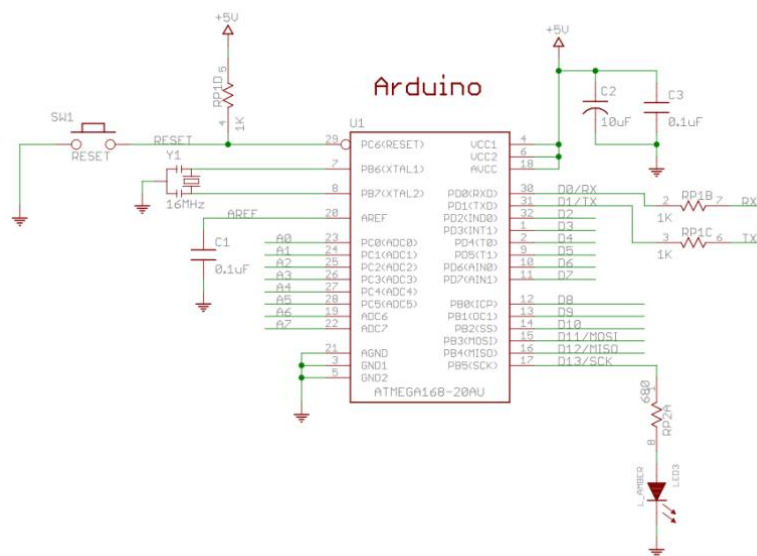 +5V
+5V
Arduino
RP1D
5
4
1K
SW1
RESET
RESET
U1
C2
10uF
C3
0.1uF
29 PC6(RESET)
Y1
16MHz
7 PB6(XTAL1)
8 PB7(XTAL2)
AREF 20 AREF
C1
0.1uF
A0 23 PC0(ADC0)
A1 24 PC1(ADC1)
A2 25 PC2(ADC2)
A3 26 PC3(ADC3)
A4 27 PC4(ADC4)
A5 28 PC5(ADC5)
A6 19 ADC6
A7 22 ADC7
21 AGND
3 GND1
5 GND2
VCC1 4
VCC2 6
AVCC 18
PD0(RXD) 30 D0/RX
PD1(TXD) 31 D1/TX
PD2(IND0) 32 D2
PD3(INT1) 1 D3
PD4(T0) 2 D4
PD5(T1) 9 D5
PD6(AIN0) 10 D6
PD7(AIN1) 11 D7
PB0(ICP) 12 D8
PB1(OC1) 13 D9
PB2(SS) 14 D10
PB3(MOSI) 15 D11/MOSI
PB4(MISO) 16 D12/MISO
PB5(SCK) 17 D13/SCK
ATMEGA168-20AU
RP1B
2 7 RX
1K
RP1C
3 6 TX
1K
680
1
RP2A
8
L_AMBER
LED3